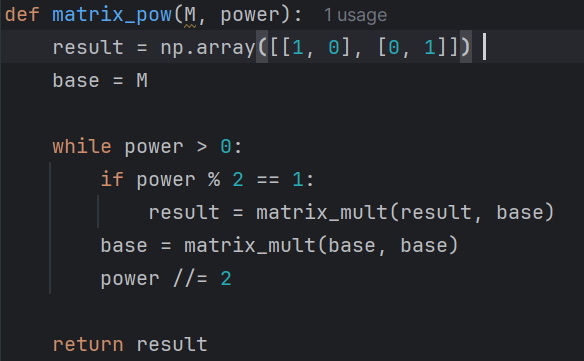 def matrix_pow(M, power): 1 usage
    result = np.array([[1, 0], [0, 1]])
    base = M

    while power > 0:
        if power % 2 == 1:
            result = matrix_mult(result, base)
        base = matrix_mult(base, base)
        power //= 2

    return result